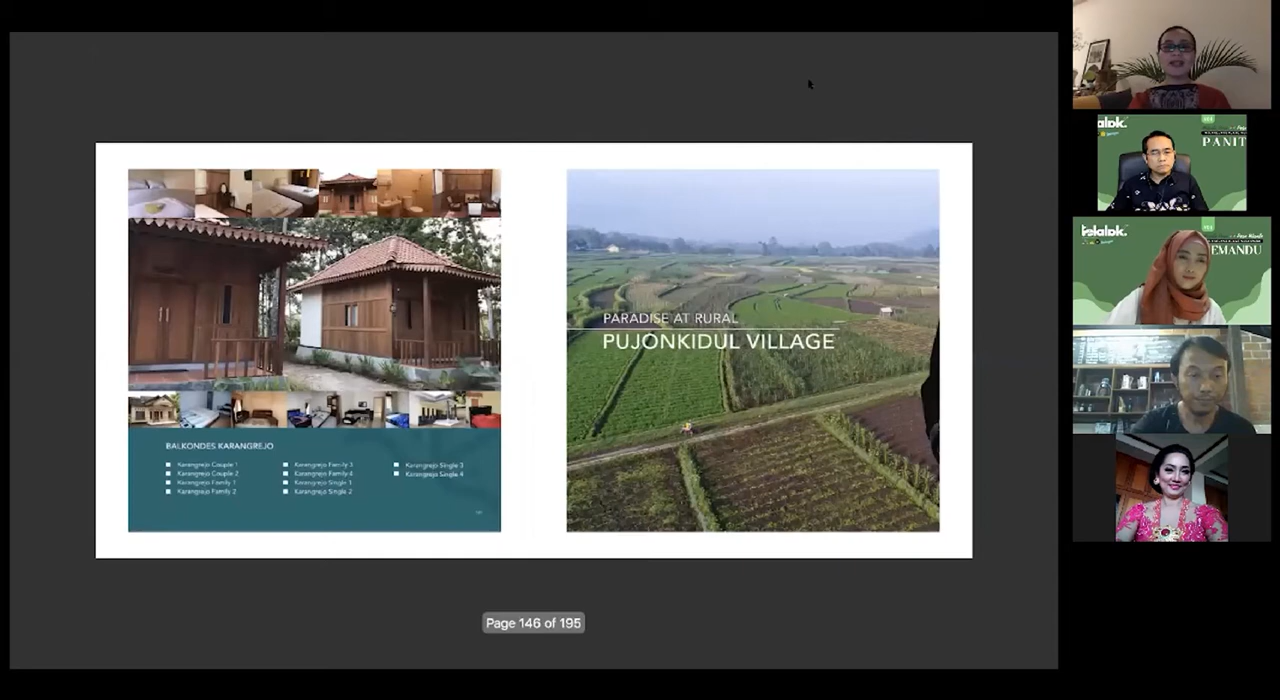 BALKONDES KARANGREJO
Karangrejo Couple 1
Karangrejo Couple 2
Karangrejo Family 1
Karangrejo Family 2
Karangrejo Family 3
Karangrejo Family 4
Karangrejo Single 1
Karangrejo Single 2
Karangrejo Single 3
Karangrejo Single 4
PARADISE AT RURAL
PUJONKIDUL VILLAGE
Page 146 of 195
PANIT
EMANDU